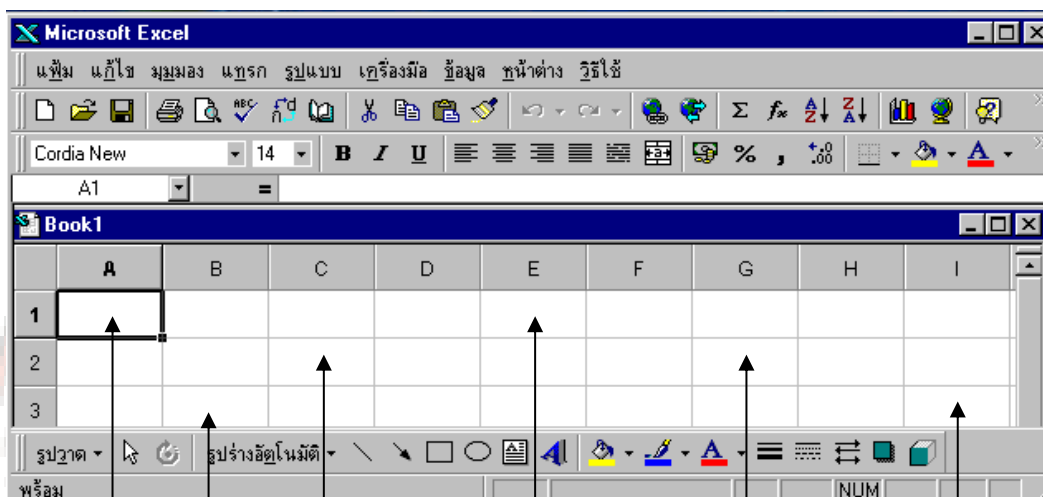 Microsoft Excel
แฟ้ม แก้ไข มุมมอง แทรก รูปแบบ เครื่องมือ ข้อมูล หน้าต่าง วิธีใช้
ABC Σ fx A Z Z A
Cordia New 14 B I U a % , .00 A
A1 =
Book1
A B C D E F G H I
1
2
3
รูปวาด รูปร่างอัตโนมัติ A A
พร้อม NUM